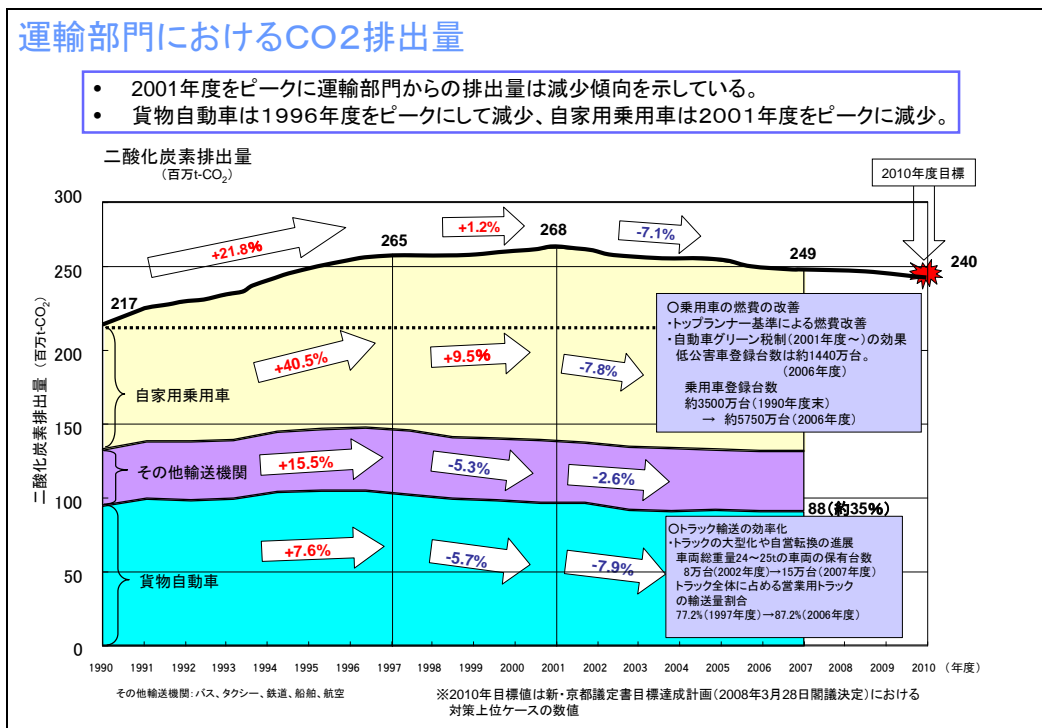 運輸部門におけるCO2排出量
• 2001年度をピークに運輸部門からの排出量は減少傾向を示している。
• 貨物自動車は1996年度をピークにして減少、自家用乗用車は2001年度をピークに減少。
二酸化炭素排出量
（百万t-CO2）
2010年度目標
300
250
200
150
100
50
0
二酸化炭素排出量（百万t-CO2）
217
+21.8%
265
+1.2%
268
-7.1%
249
240
+40.5%
+9.5%
-7.8%
自家用乗用車
○乗用車の燃費の改善
・トップランナー基準による燃費改善
・自動車グリーン税制（2001年度～）の効果
低公害車登録台数は約1440万台。
（2006年度）
乗用車登録台数
約3500万台（1990年度末）
→ 約5750万台（2006年度）
その他輸送機関
+15.5%
-5.3%
-2.6%
88（約35%）
貨物自動車
+7.6%
-5.7%
-7.9%
○トラック輸送の効率化
・トラックの大型化や自営転換の進展
車両総重量24～25tの車両の保有台数
8万台（2002年度）→15万台（2007年度）
トラック全体に占める営業用トラック
の輸送量割合
77.2%（1997年度）→87.2%（2006年度）
1990 1991 1992 1993 1994 1995 1996 1997 1998 1999 2000 2001 2002 2003 2004 2005 2006 2007 2008 2009 2010 （年度）
その他輸送機関：バス、タクシー、鉄道、船舶、航空
※2010年目標値は新・京都議定書目標達成計画（2008年3月28日閣議決定）における
対策上位ケースの数値